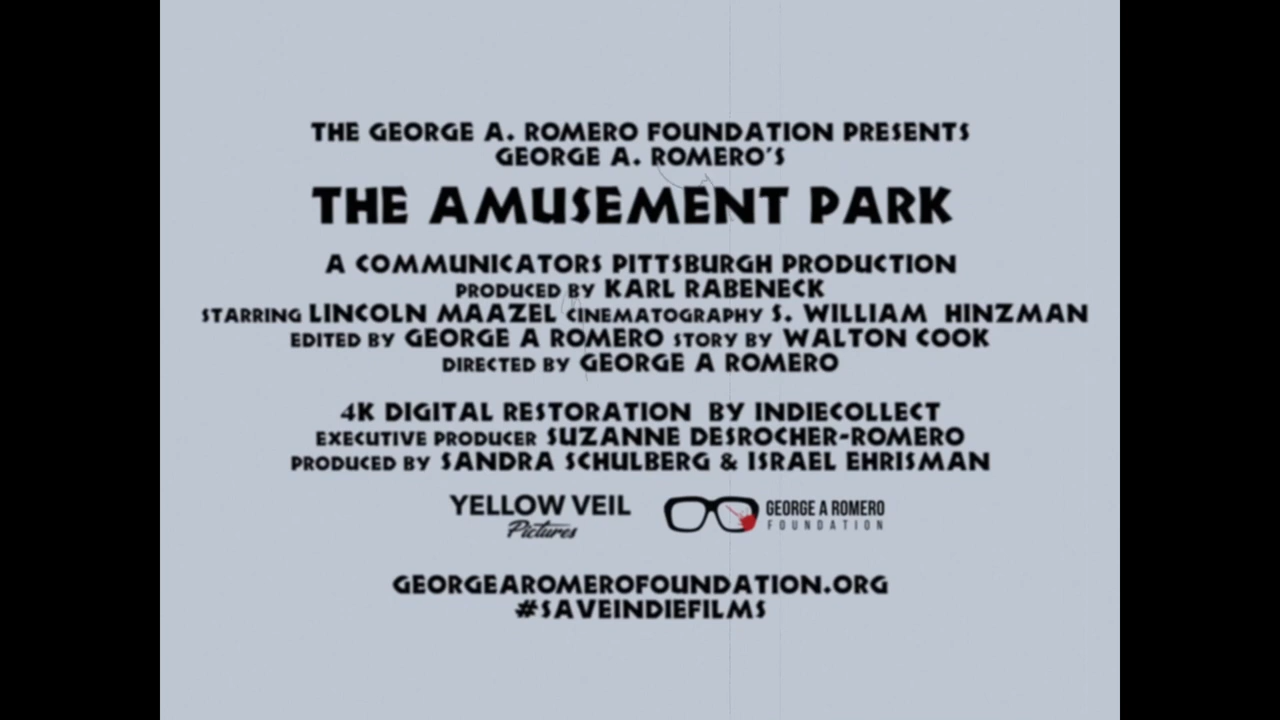 THE GEORGE A. ROMERO FOUNDATION PRESENTS
GEORGE A. ROMERO'S
THE AMUSEMENT PARK
A COMMUNICATORS PITTSBURGH PRODUCTION
PRODUCED BY KARL RABENECK
STARRING LINCOLN MAAZEL CINEMATOGRAPHY S. WILLIAM HINZMAN
EDITED BY GEORGE A ROMERO STORY BY WALTON COOK
DIRECTED BY GEORGE A ROMERO
4K DIGITAL RESTORATION BY INDIECOLLECT
EXECUTIVE PRODUCER SUZANNE DESROCHER-ROMERO
PRODUCED BY SANDRA SCHULBERG & ISRAEL EHRISMAN
YELLOW VEIL
Pictures
GEORGE A ROMERO
FOUNDATION
GEORGEAROMEROFOUNDATION.ORG
#SAVEINDIEFILMS